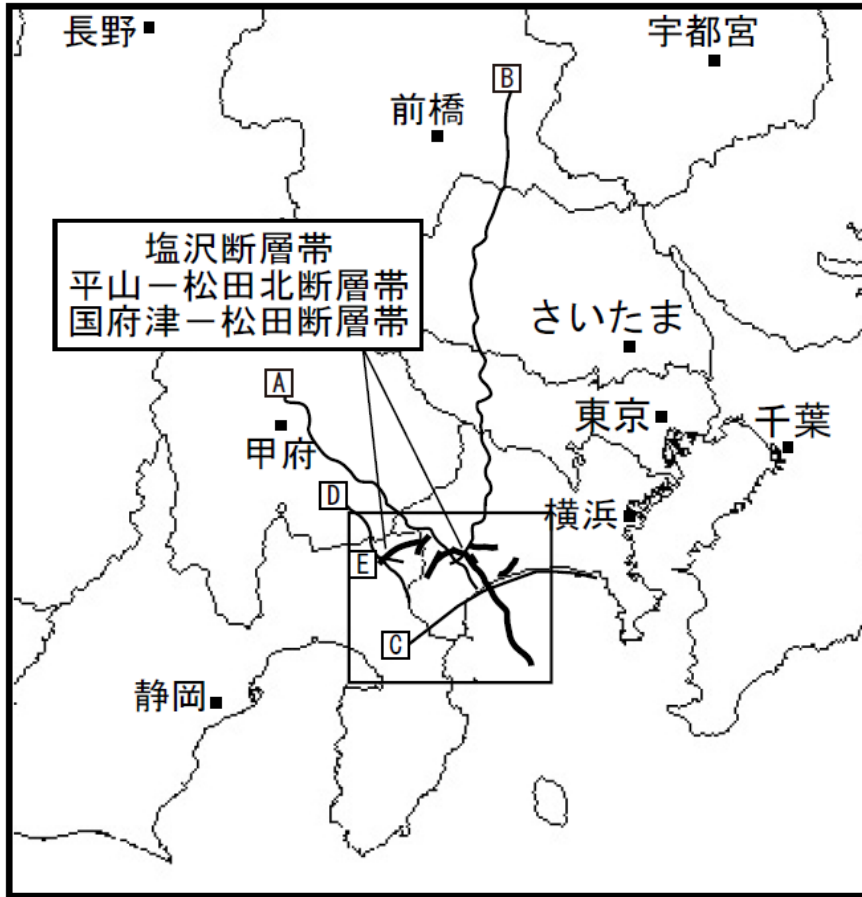 長野
宇都宮
B
前橋
塩沢断層帯
平山－松田北断層帯
国府津－松田断層帯
さいたま
A
東京
千葉
甲府
D
横浜
E
C
静岡